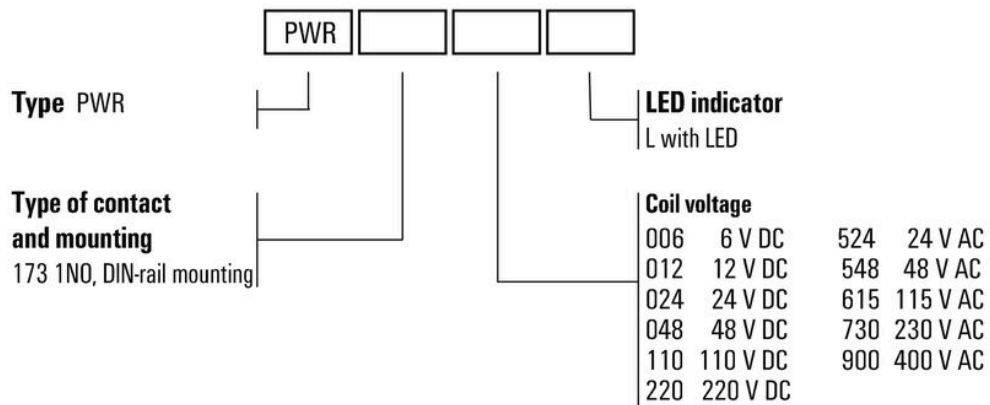 PWR
Type PWR
LED indicator
L with LED
Type of contact
and mounting
173 1NO, DIN-rail mounting
Coil voltage
006 6 V DC 524 24 V AC
012 12 V DC 548 48 V AC
024 24 V DC 615 115 V AC
048 48 V DC 730 230 V AC
110 110 V DC 900 400 V AC
220 220 V DC